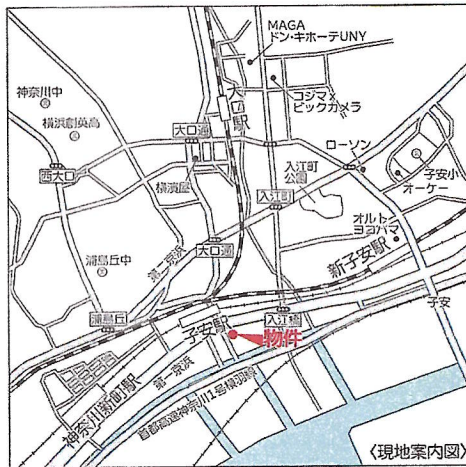 MAGA
ドン・キホーテUNY
神奈川中
コジマ×
ビックカメラ
大口駅
横浜創英高
大口通
ローソン
入江町
公園
西大口
子安小
オーケー
横濱屋
入江町
オルト
ヨコハマ
大口通
新子安駅
浦島丘中
第二京浜
子安
浦島丘
子安駅
入江橋
物件
第一京浜
神奈川新町駅
首都高速神奈川1号横羽線
〈現地案内図〉